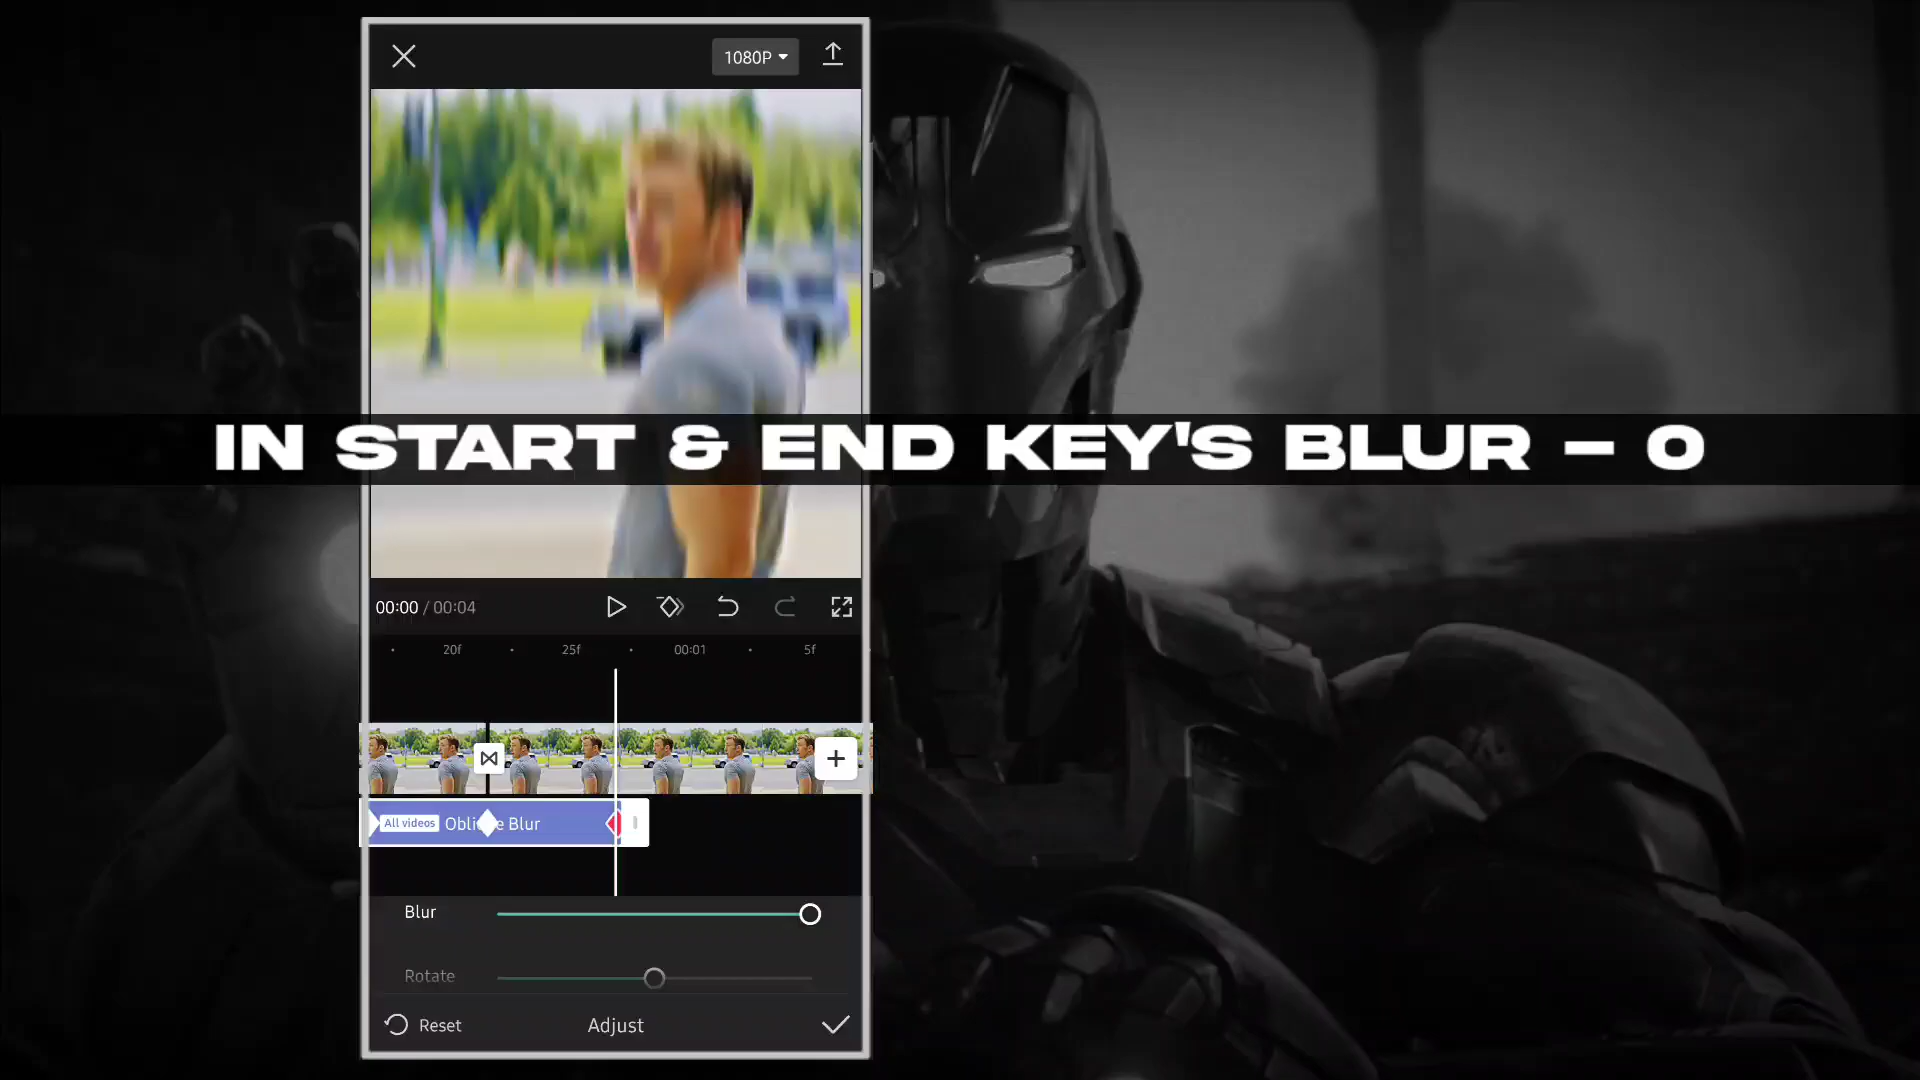 1080P
IN START & END KEY'S BLUR - 0
00:00 / 00:04
20f 25f 00:01 5f
All videos Oblique Blur
Blur
Rotate
Reset Adjust